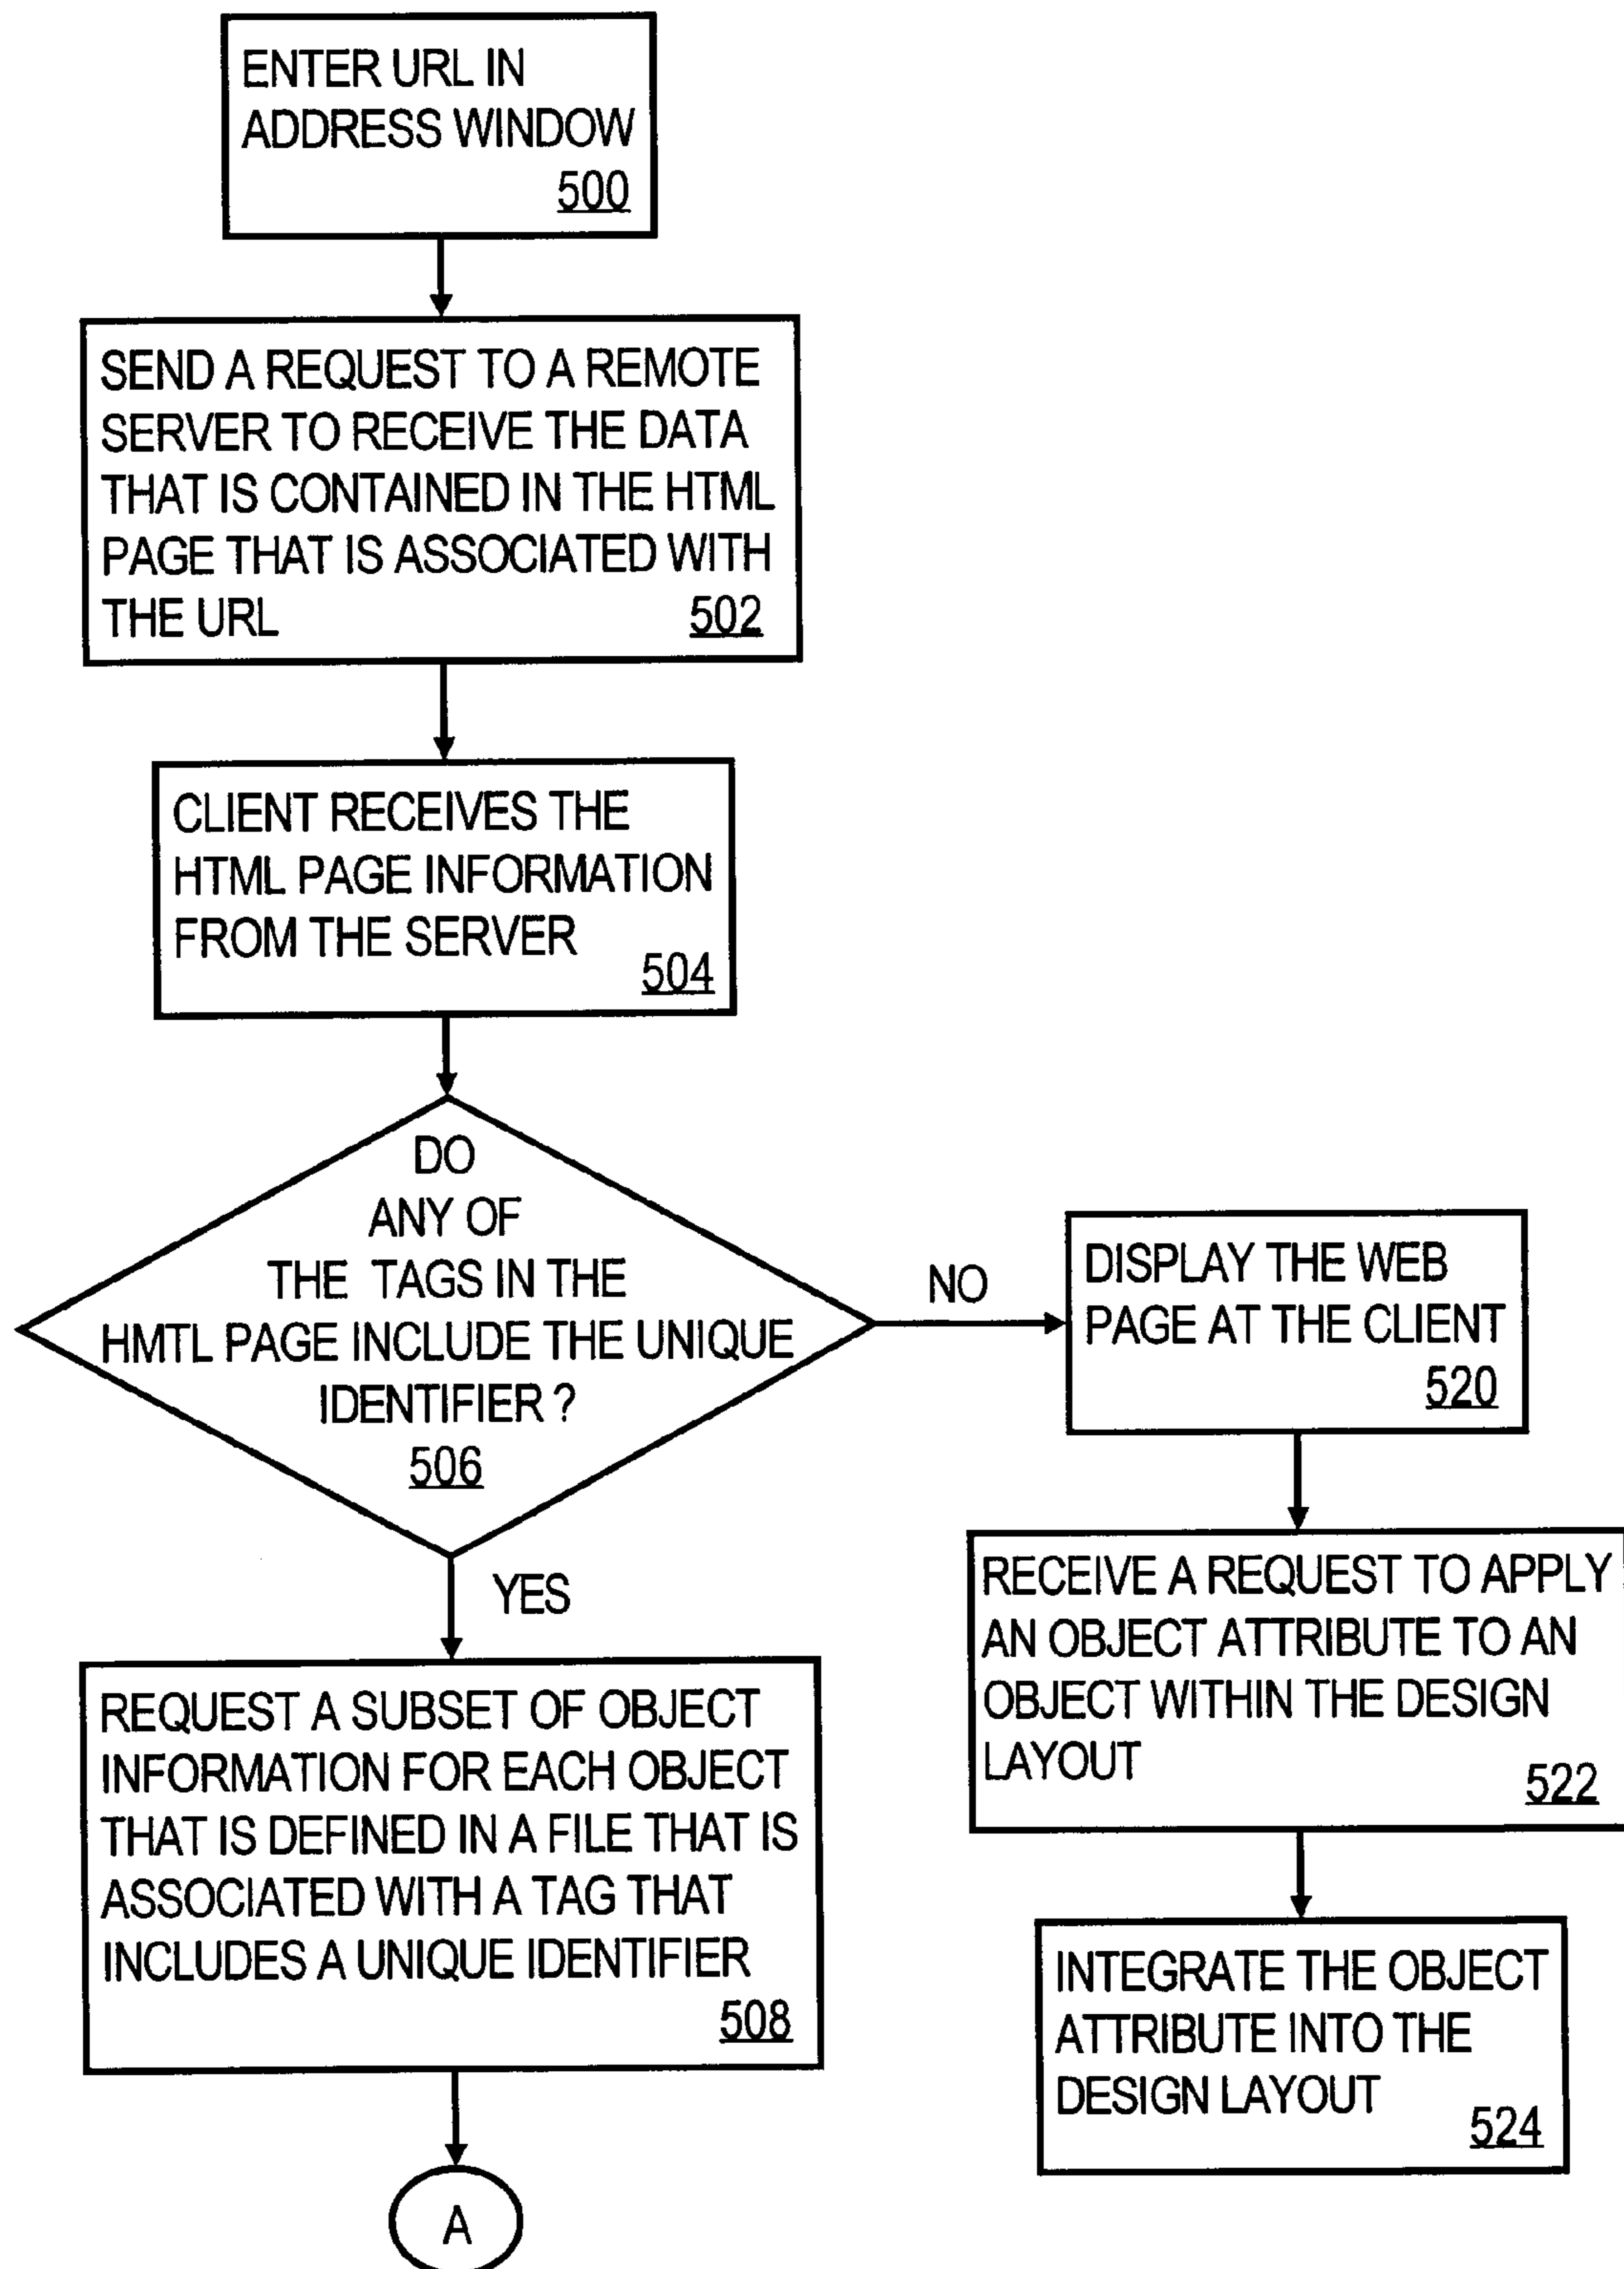 ENTER URL IN
ADDRESS WINDOW
500
SEND A REQUEST TO A REMOTE
SERVER TO RECEIVE THE DATA
THAT IS CONTAINED IN THE HTML
PAGE THAT IS ASSOCIATED WITH
THE URL 502
CLIENT RECEIVES THE
HTML PAGE INFORMATION
FROM THE SERVER
504
DO
ANY OF
THE TAGS IN THE
HMTL PAGE INCLUDE THE UNIQUE
IDENTIFIER ?
506
NO
DISPLAY THE WEB
PAGE AT THE CLIENT
520
RECEIVE A REQUEST TO APPLY
AN OBJECT ATTRIBUTE TO AN
OBJECT WITHIN THE DESIGN
LAYOUT
522
INTEGRATE THE OBJECT
ATTRIBUTE INTO THE
DESIGN LAYOUT
524
YES
REQUEST A SUBSET OF OBJECT
INFORMATION FOR EACH OBJECT
THAT IS DEFINED IN A FILE THAT IS
ASSOCIATED WITH A TAG THAT
INCLUDES A UNIQUE IDENTIFIER
508
A